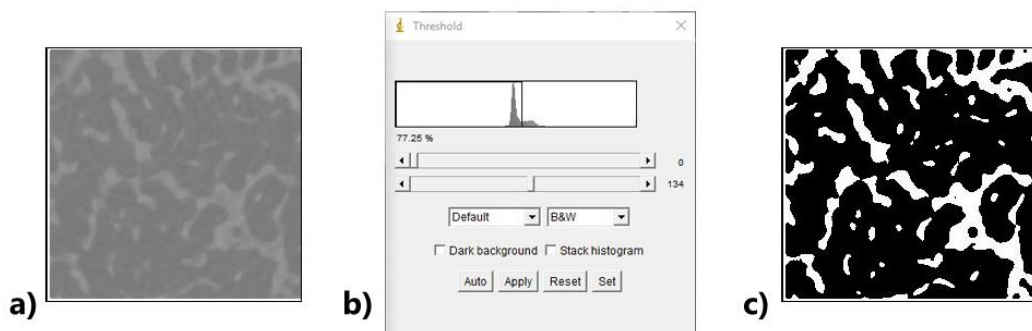 Threshold
77.25 %
0
134
Default
B&W
Dark background
Stack histogram
Auto
Apply
Reset
Set
a)
b)
c)